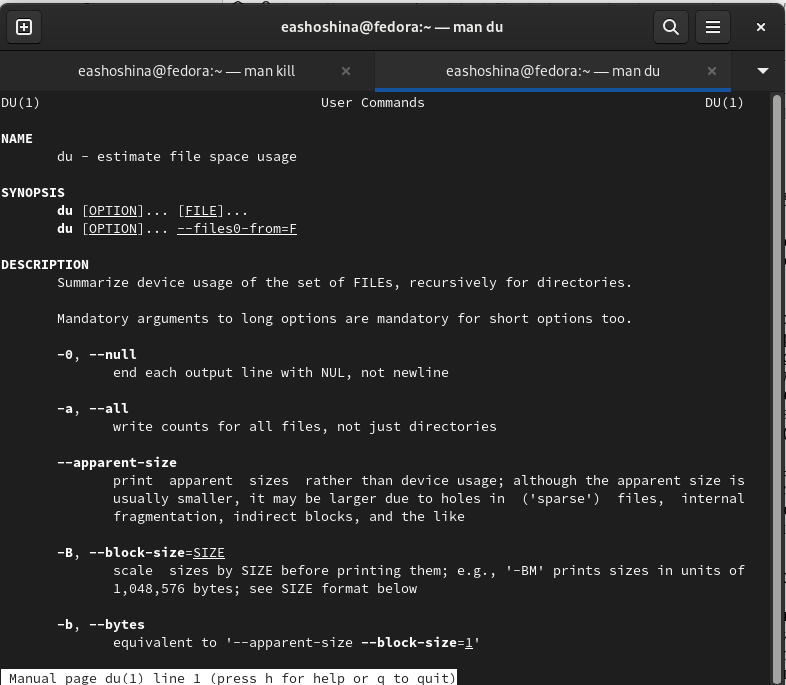 eashoshina@fedora:~ — man du
eashoshina@fedora:~ — man kill
eashoshina@fedora:~ — man du
DU(1) User Commands DU(1)
NAME
du - estimate file space usage
SYNOPSIS
du [OPTION]... [FILE]...
du [OPTION]... --files0-from=F
DESCRIPTION
Summarize device usage of the set of FILEs, recursively for directories.
Mandatory arguments to long options are mandatory for short options too.
-0, --null
end each output line with NUL, not newline
-a, --all
write counts for all files, not just directories
--apparent-size
print apparent sizes rather than device usage; although the apparent size is
usually smaller, it may be larger due to holes in ('sparse') files, internal
fragmentation, indirect blocks, and the like
-B, --block-size=SIZE
scale sizes by SIZE before printing them; e.g., '-BM' prints sizes in units of
1,048,576 bytes; see SIZE format below
-b, --bytes
equivalent to '--apparent-size --block-size=1'
Manual page du(1) line 1 (press h for help or q to quit)